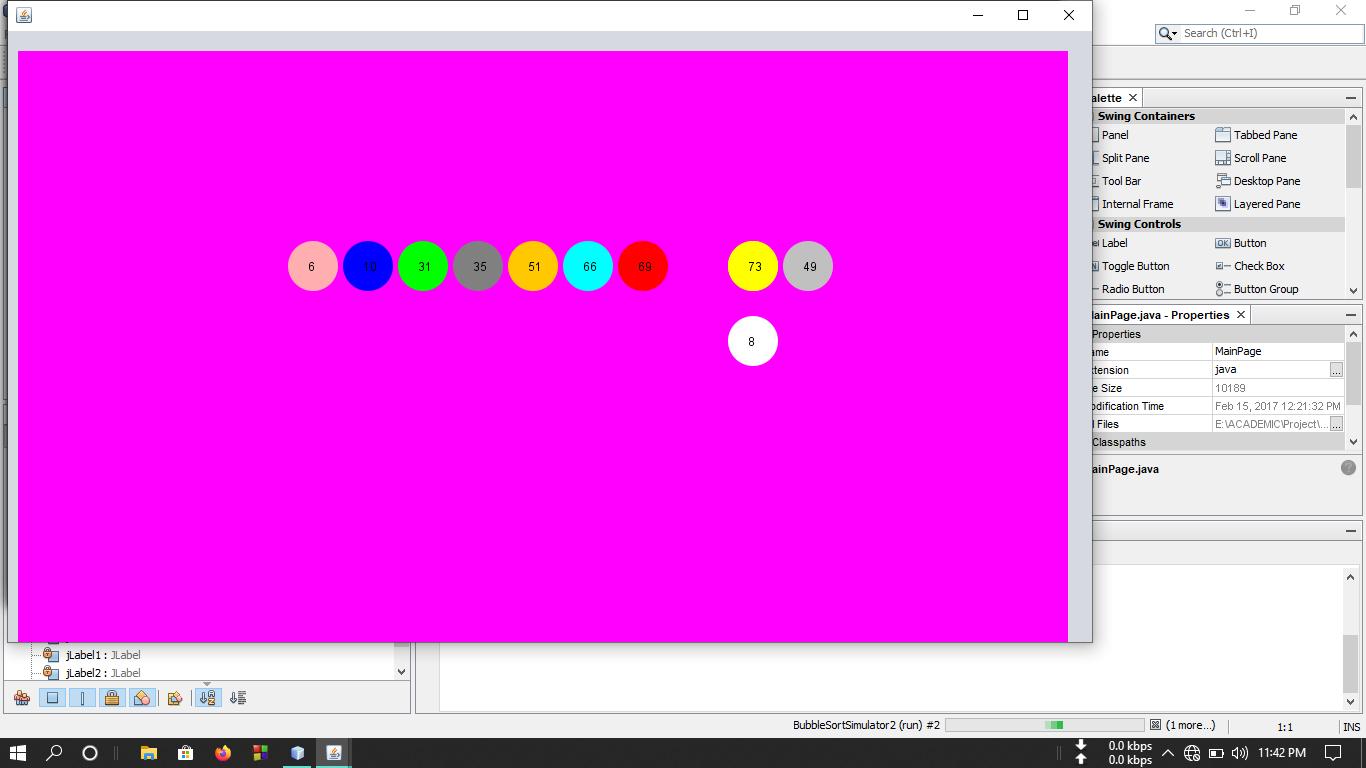 Search (Ctrl+I)
alette
Swing Containers
Panel Tabbed Pane
Split Pane Scroll Pane
Tool Bar Desktop Pane
Internal Frame Layered Pane
Swing Controls
Label OK Button
Toggle Button Check Box
Radio Button Button Group
6 10 31 35 51 66 69 73 49
8
MainPage.java - Properties
Properties
ame MainPage
xtension java ...
e Size 10189
odification Time Feb 15, 2017 12:21:32 PM
l Files E:\ACADEMIC\Project\... ...
Classpaths
ainPage.java
jLabel1 : JLabel
jLabel2 : JLabel
BubbleSortSimulator2 (run) #2 (1 more...) 1:1 INS
0.0 kbps
0.0 kbps
11:42 PM